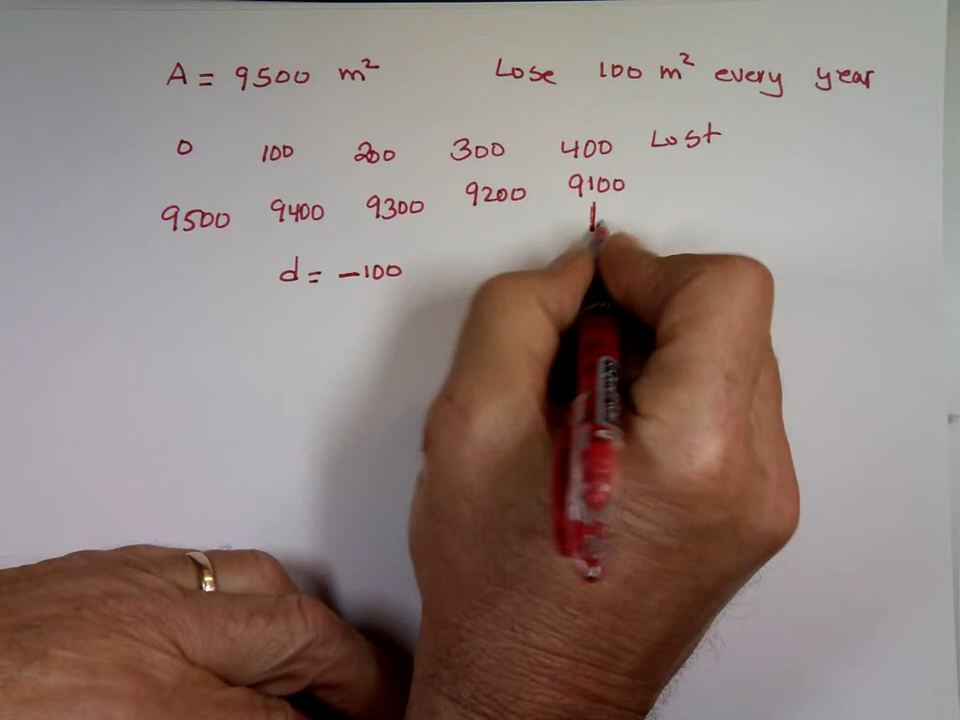 A = 9500 m² Lose 100 m² every year
0 100 200 300 400 Lost
9500 9400 9300 9200 9100
d = -100